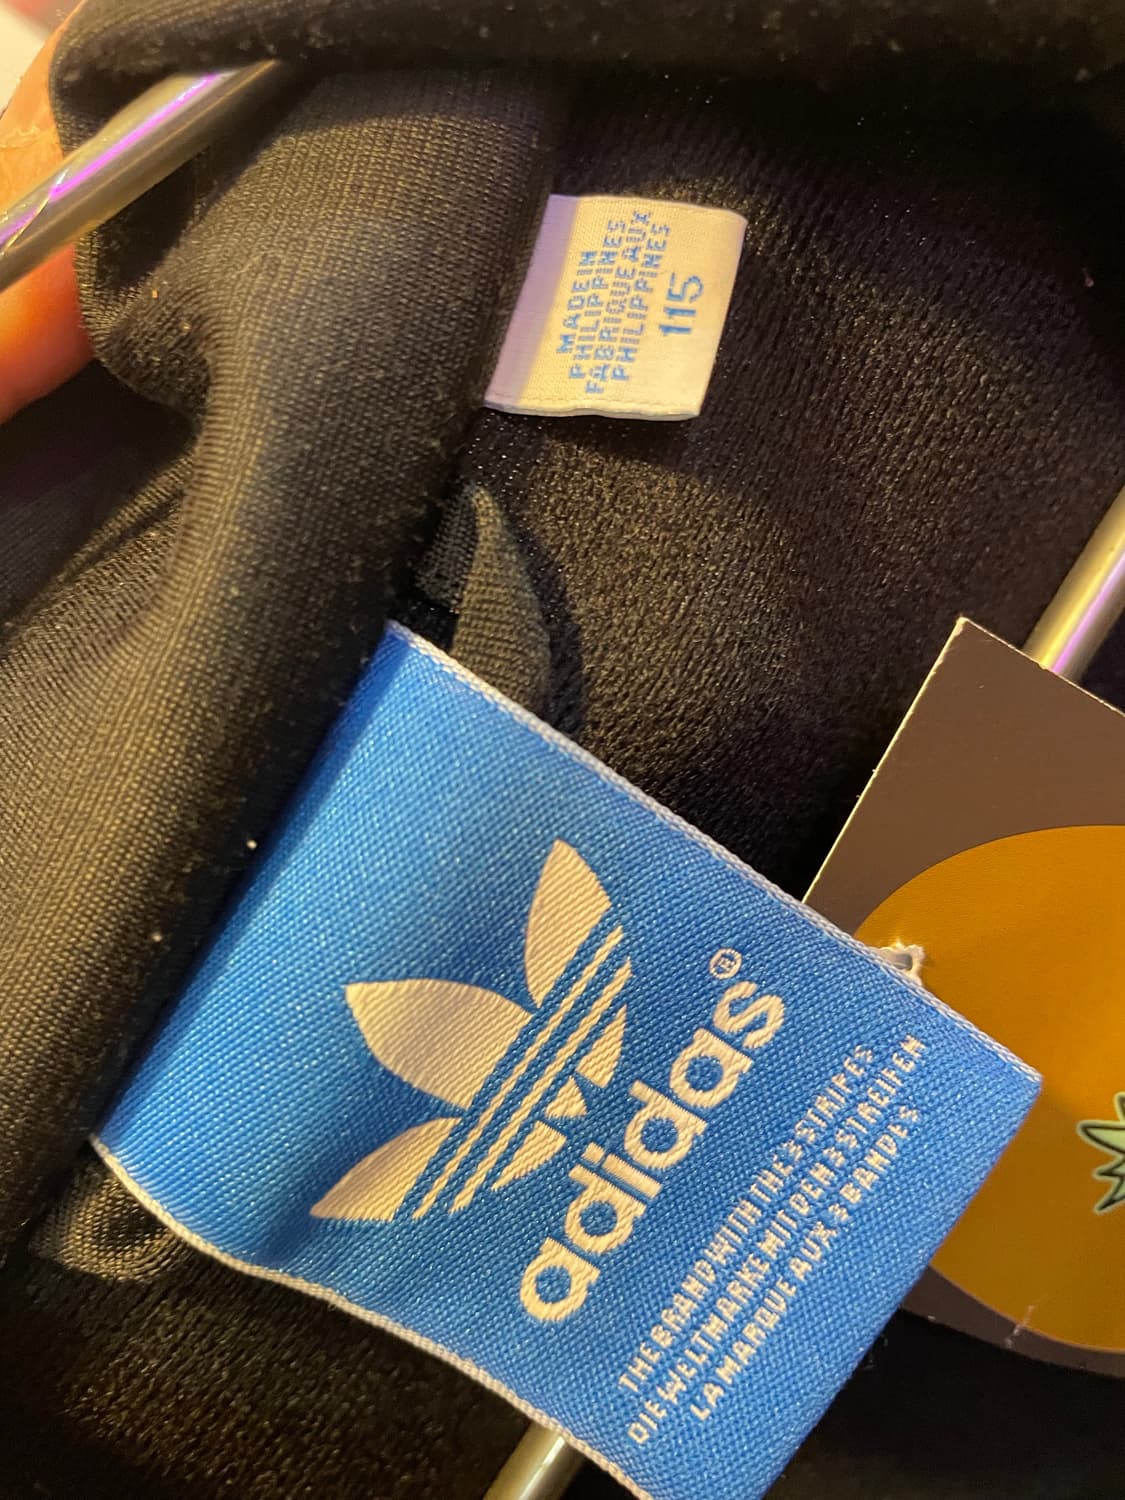 MADE IN
PHILIPPINES
FABRIQUE AUX
PHILIPPINES
115
adidas®
THE BRAND WITH THE 3 STRIPES
DIE WELTMARKE MIT DEN 3 STREIFEN
LA MARQUE AUX 3 BANDES